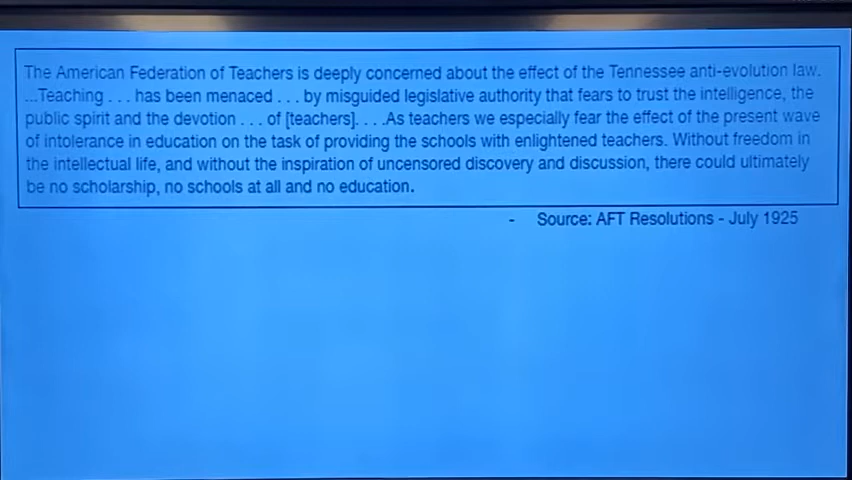 The American Federation of Teachers is deeply concerned about the effect of the Tennessee anti-evolution law.
...Teaching . . . has been menaced . . . by misguided legislative authority that fears to trust the intelligence, the
public spirit and the devotion . . . of [teachers]. . . .As teachers we especially fear the effect of the present wave
of intolerance in education on the task of providing the schools with enlightened teachers. Without freedom in
the intellectual life, and without the inspiration of uncensored discovery and discussion, there could ultimately
be no scholarship, no schools at all and no education.
- Source: AFT Resolutions - July 1925